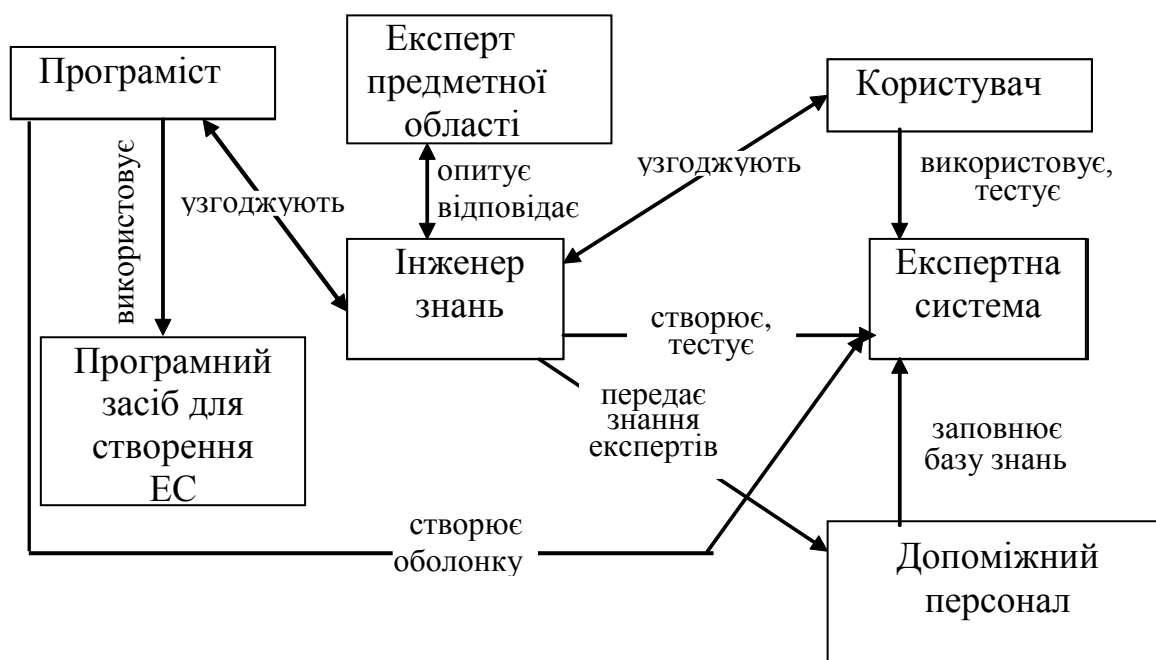 Програміст
Експерт
предметної
області
Користувач
використовує
узгоджують
опитує
відповідає
узгоджують
використовує,
тестує
Інженер
знань
Експертна
система
Програмний
засіб для
створення
ЕС
створює,
тестує
передає
знання
експертів
заповнює
базу знань
створює
оболонку
Допоміжний
персонал